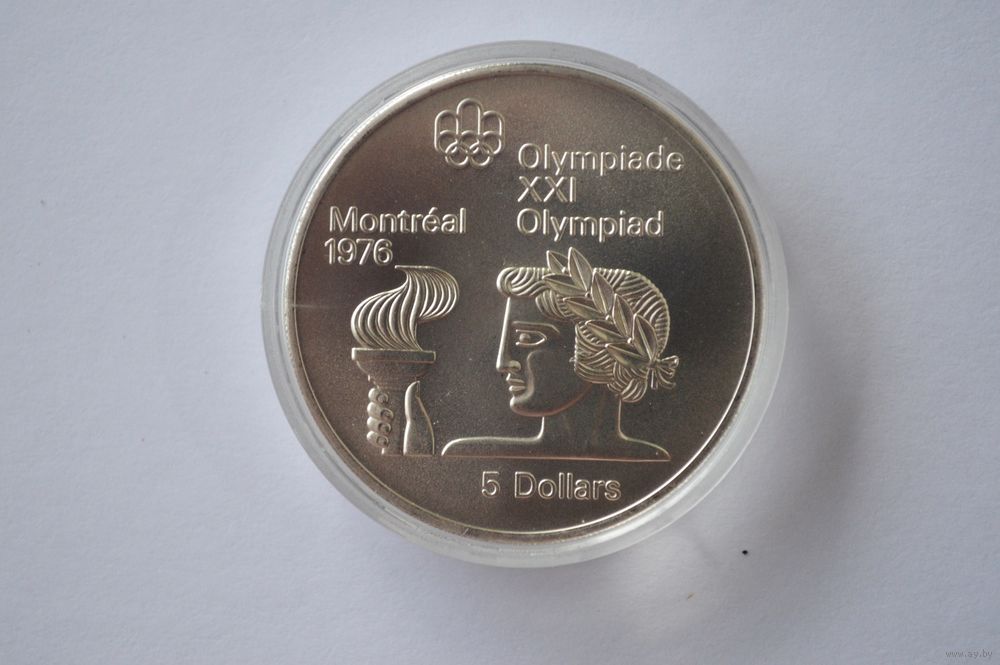 Olympiade
XXI
Olympiad
Montréal
1976
5 Dollars
www.ay.by